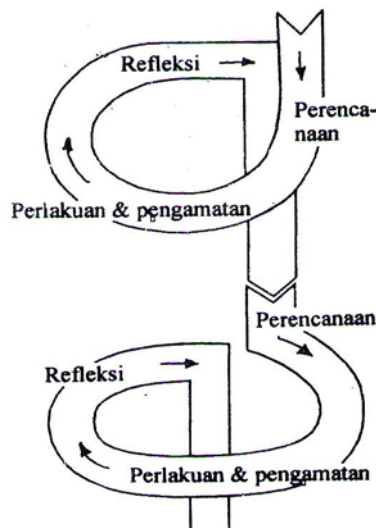 Refleksi
Perenca-
naan
Perlakuan & pengamatan
Perencanaan
Refleksi
Perlakuan & pengamatan